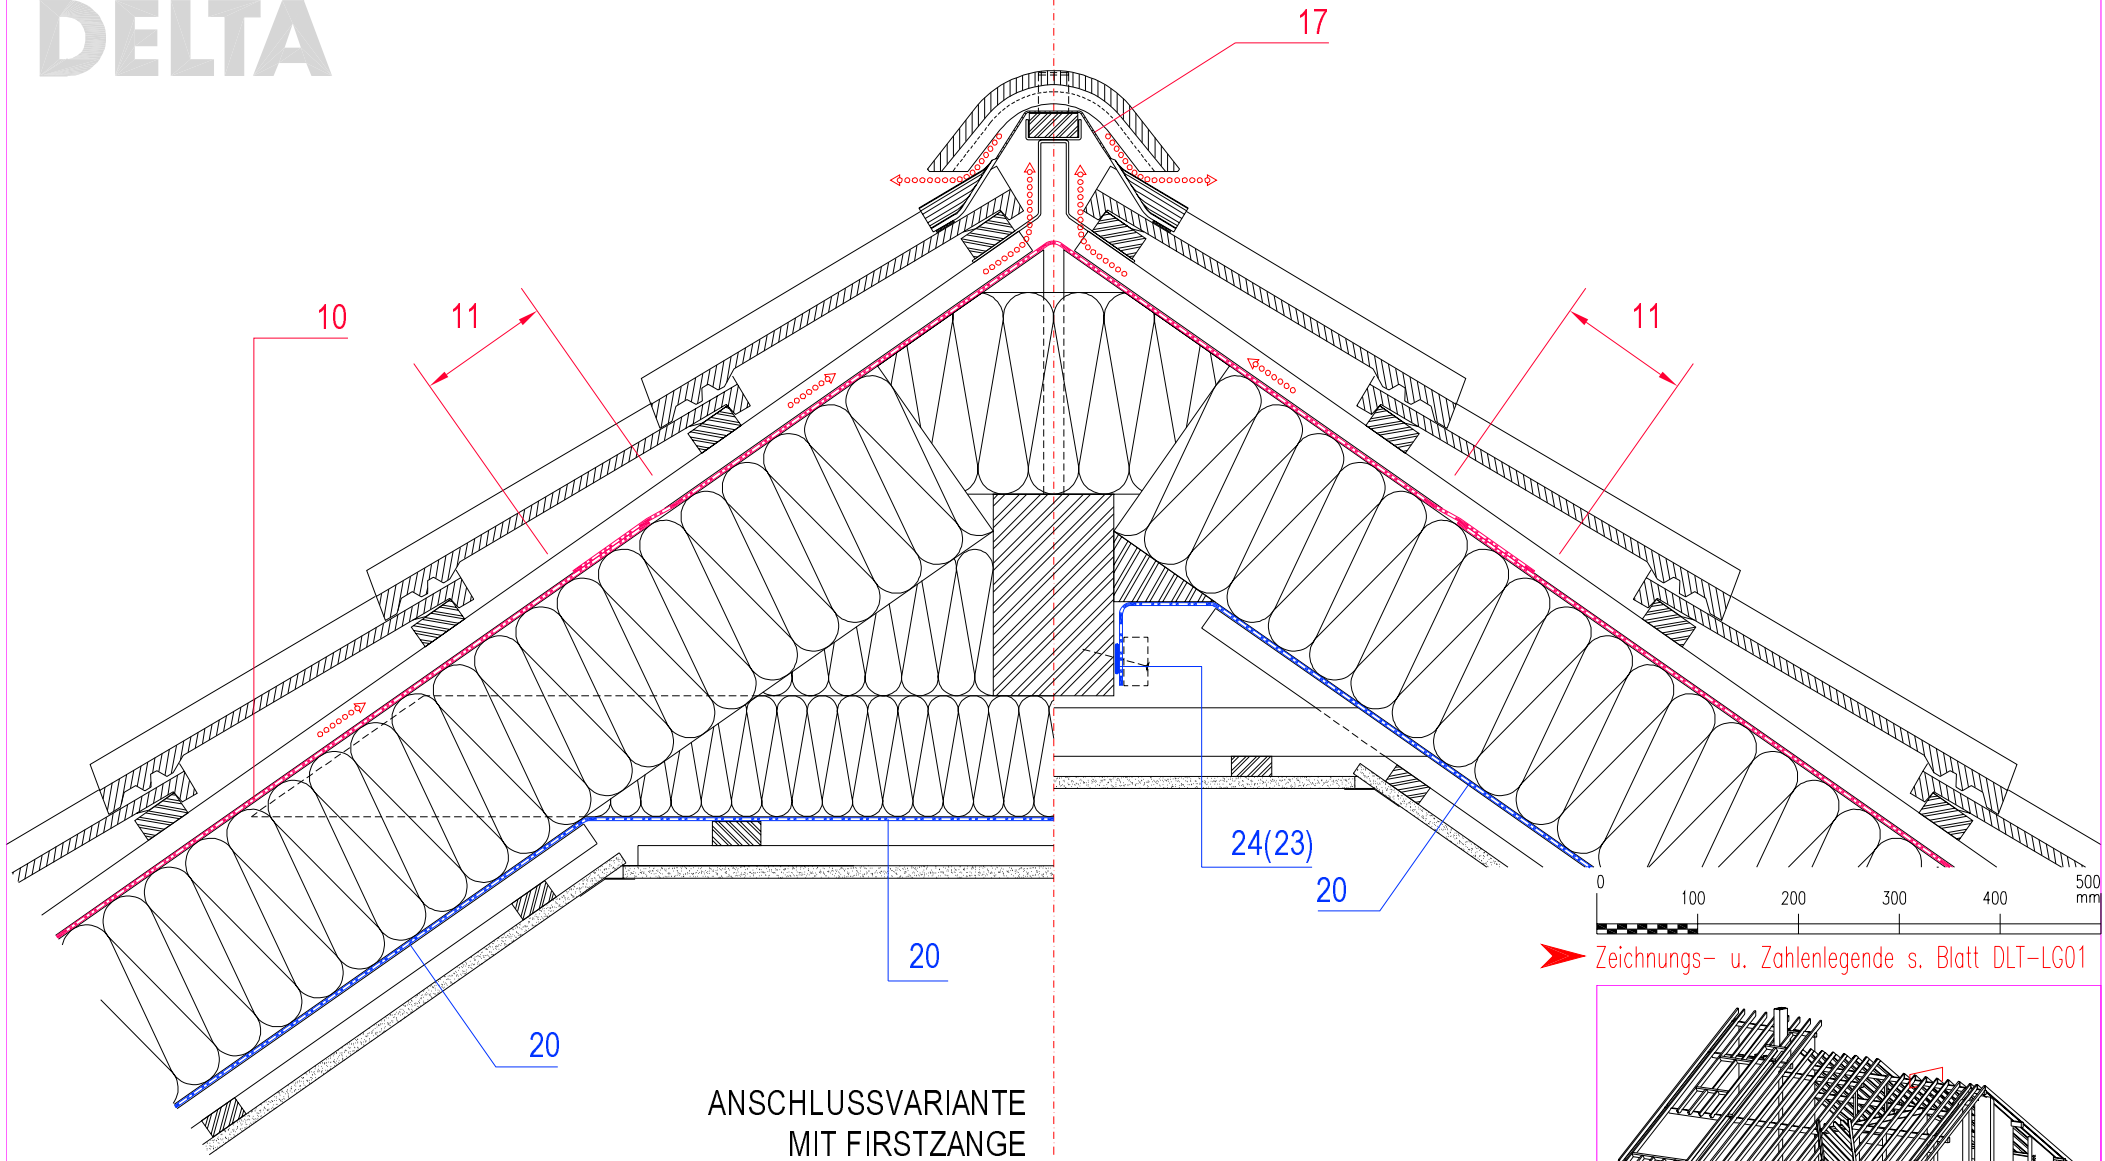 DELTA
17
10
11
11
24(23)
20
20
20
0 100 200 300 400 500
mm
Zeichnungs- u. Zahlenlegende s. Blatt DLT-LG01
ANSCHLUSSVARIANTE
MIT FIRSTZANGE